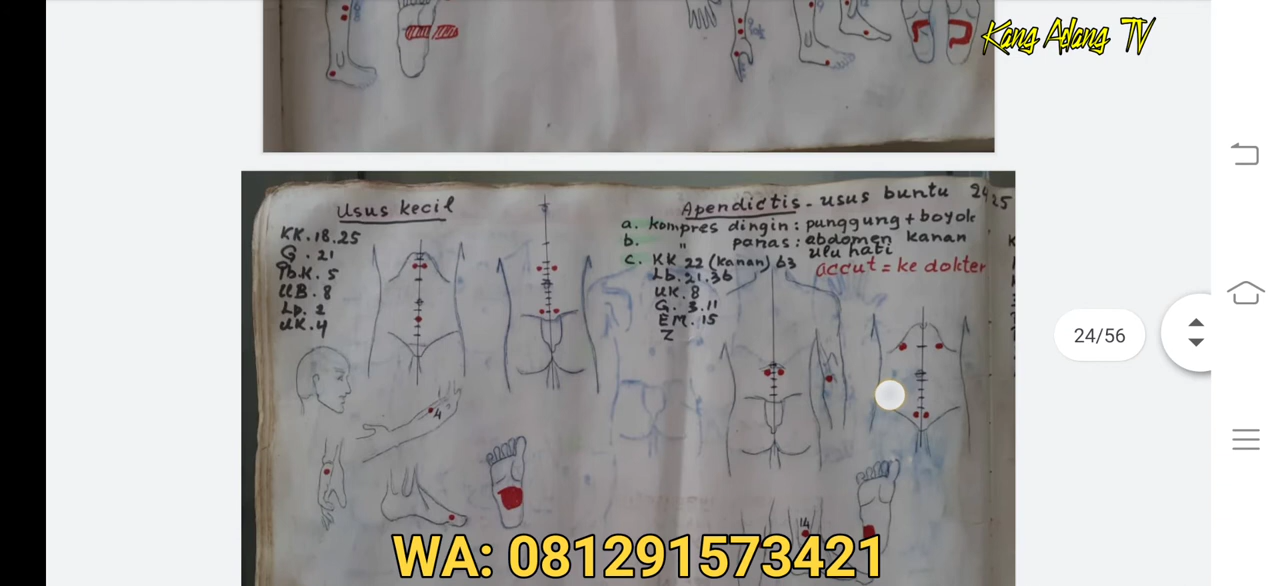 Kang Adang TV
Usus kecil
KK.18.25
G.21
PbK.5
UB.8
Lp.2
UK.4
4
Apendictis - usus buntu 24
25
a. kompres dingin: punggung + boyok
b. " panas: abdomen kanan
ulu hati
c. KK 22 (kanan) 63
accut = ke dokter
Lb.21.36
UK.8
G.3.11
EM.15
Z
14
24/56
WA: 081291573421